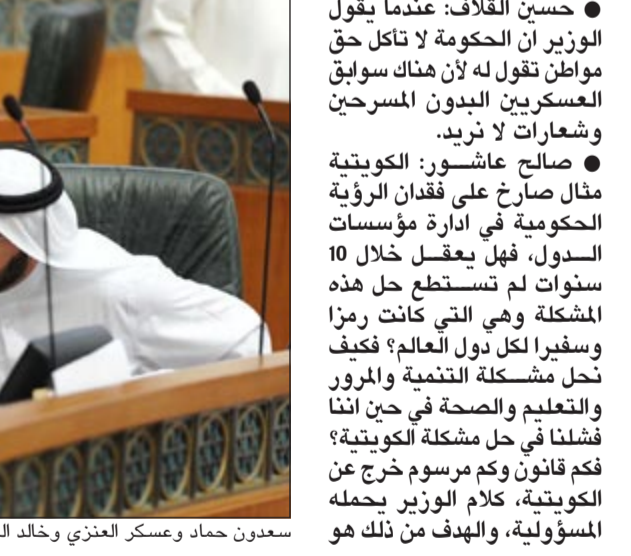 ● حسين القلاف: عندما يقول
الوزير ان الحكومة لا تأكل حق
مواطن تقول له لأن هناك سوابق
العسكريين البدون المسرحين
وشعارات لا نريد.
● صالح عاشــور: الكويتية
مثال صارخ على فقدان الرؤية
الحكومية في ادارة مؤسسات
الــدول، فهل يعقــل خلال 10
سنوات لم تســتطع حل هذه
المشكلة وهي التي كانت رمزا
وسفيرا لكل دول العالم؟ فكيف
نحل مشــكلة التنمية والمرور
والتعليم والصحة في حين اننا
فشلنا في حل مشكلة الكويتية؟
فكم قانون وكم مرسوم خرج عن
الكويتية، كلام الوزير يحمله
المسؤولية، والهدف من ذلك هو
سعدون حماد وعسكر العنزي وخالد